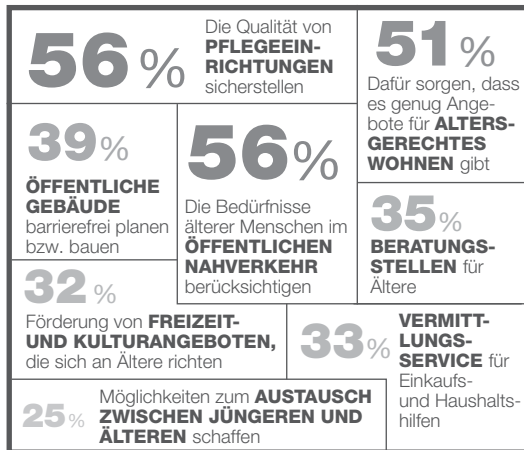 56 %
Die Qualität von
PFLEGEEIN-
RICHTUNGEN
sicherstellen
51 %
Dafür sorgen, dass
es genug Ange-
bote für ALTERS-
GERECHTES
WOHNEN gibt
39 %
ÖFFENTLICHE
GEBÄUDE
barrierefrei planen
bzw. bauen
56 %
Die Bedürfnisse
älterer Menschen im
ÖFFENTLICHEN
NAHVERKEHR
berücksichtigen
35 %
BERATUNGS-
STELLEN für
Ältere
32 %
Förderung von FREIZEIT-
UND KULTURANGEBOTEN,
die sich an Ältere richten
33 %
VERMITT-
LUNGS-
SERVICE für
Einkaufs-
und Haushalts-
hilfen
25 %
Möglichkeiten zum AUSTAUSCH
ZWISCHEN JÜNGEREN UND
ÄLTEREN schaffen